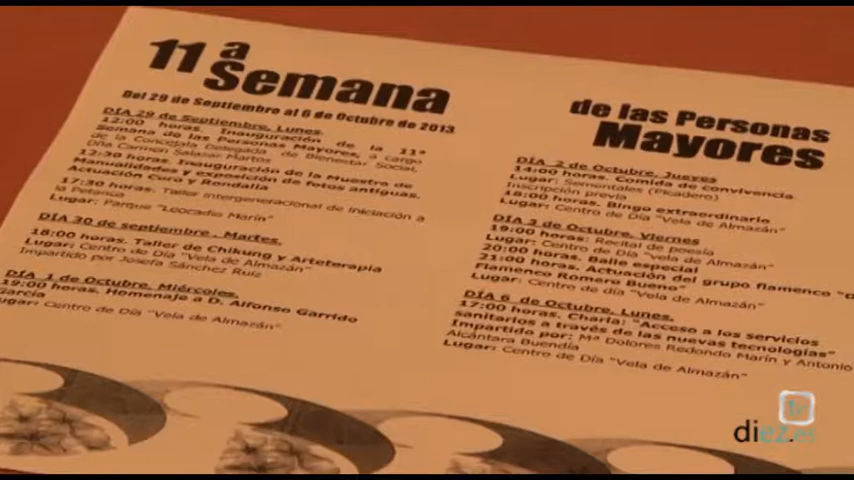 11ª Semana
Del 29 de Septiembre al 6 de Octubre de 2013
DÍA 29 de Septiembre, Lunes
12:00 horas. Inauguración de la 11ª
Semana de las Personas Mayores, a cargo
de la Concejala Delegada de Bienestar Social,
Dña Carmen Salazar Martos
12:30 horas. Inauguración de la Muestra de
Manualidades y exposición de fotos antiguas.
Actuación Coro y Rondalla
17:30 horas. Taller intergeneracional de iniciación a
la Petanca
Lugar: Parque "Leocadio Marín"
DÍA 30 de septiembre, Martes.
18:00 horas. Taller de Chikung y Arteterapia
Lugar: Centro de Día "Vela de Almazán"
Impartido por Josefa Sánchez Ruiz
DÍA 1 de Octubre, Miércoles.
19:00 horas. Homenaje a D. Alfonso Garrido
García
Lugar: Centro de Día "Vela de Almazán"
de las Personas
Mayores
DÍA 2 de Octubre, Jueves
14:00 horas. Comida de convivencia.
Lugar: Sementales (Picadero)
Inscripción previa
18:00 horas. Bingo extraordinario
Lugar: Centro de Día "Vela de Almazán"
DÍA 3 de Octubre, Viernes
19:00 horas: Recital de poesía
Lugar: Centro de Día "vela de Almazán"
20:00 horas. Baile especial
21:00 horas. Actuación del grupo flamenco "D
Flamenco Romero Bueno"
Lugar: Centro de día "Vela de Almazán"
DÍA 6 de Octubre, Lunes.
17:00 horas. Charla: "Acceso a los servicios
sanitarios a través de las nuevas tecnologías"
Impartido por: Mª Dolores Redondo Marín y Antonio
Alcántara Buendía
Lugar: Centro de Día "Vela de Almazán"
tv
diez.es